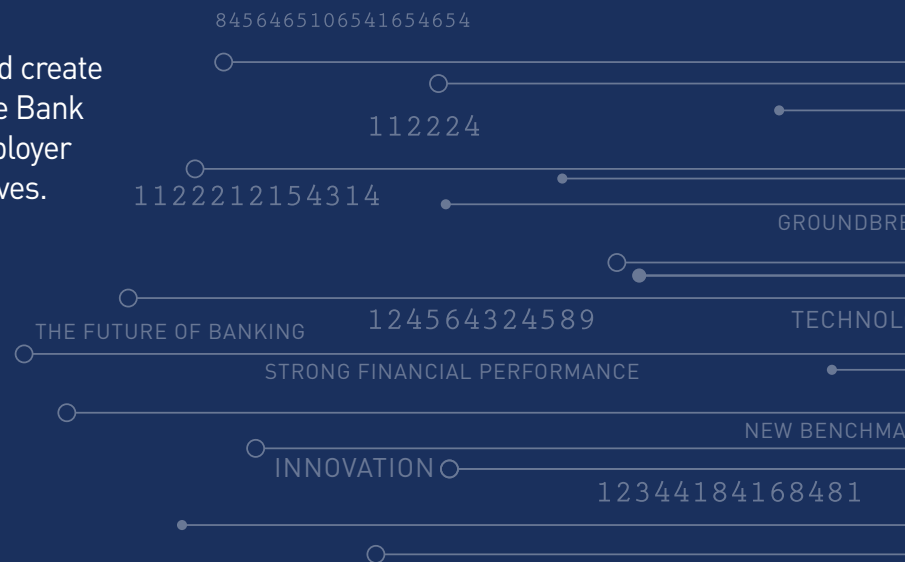 8456465106541654654
d create
e Bank
ployer
ves.
112224
1122212154314
GROUNDBRE
124564324589
TECHNOL
THE FUTURE OF BANKING
STRONG FINANCIAL PERFORMANCE
NEW BENCHMA
INNOVATION
12344184168481